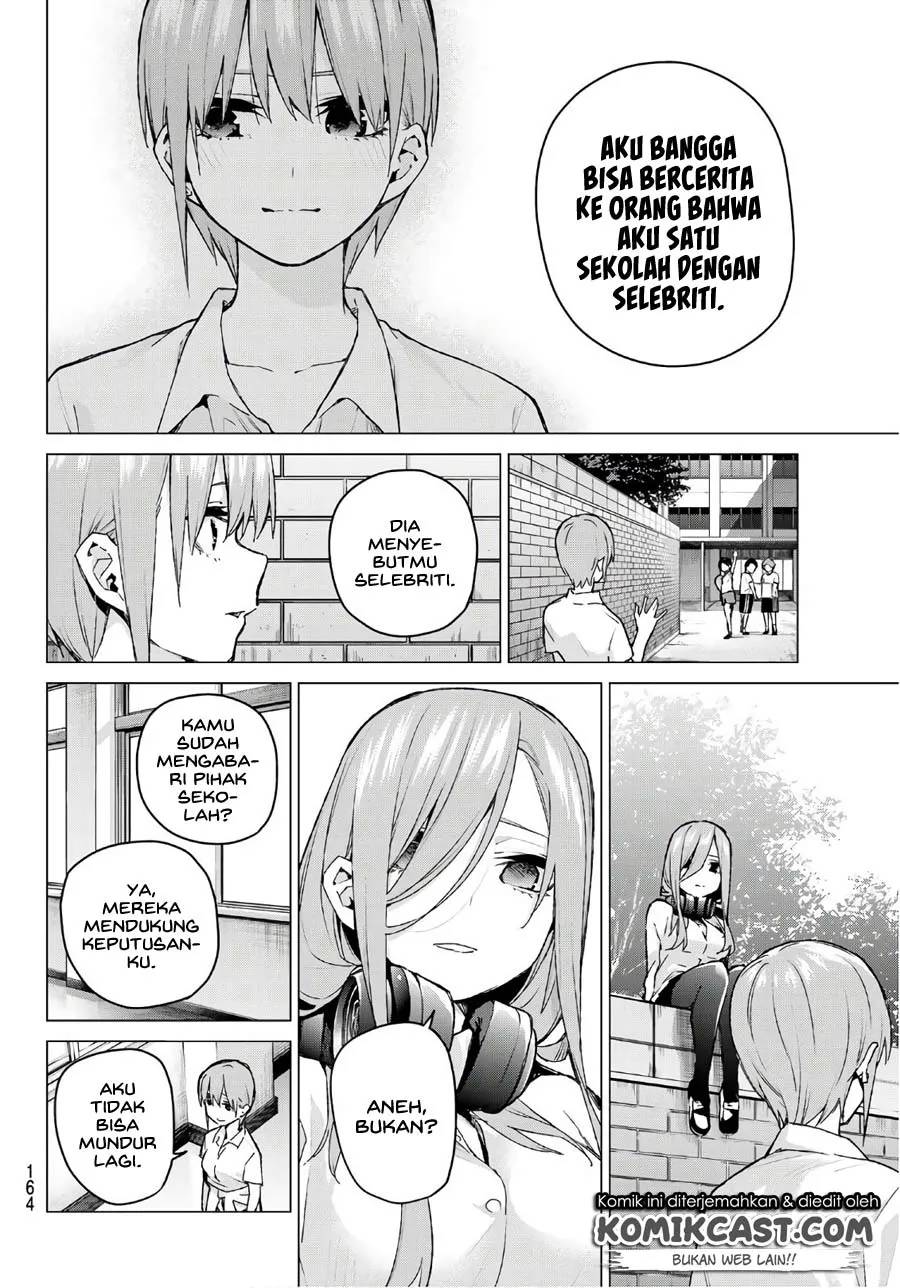 AKU BANGGA
BISA BERCERITA
KE ORANG BAHWA
AKU SATU
SEKOLAH DENGAN
SELEBRITI.
DIA
MENYE-
BUTMU
SELEBRITI.
ANEH,
BUKAN?
KAMU
SUDAH
MENGABA-
RI PIHAK
SEKO-
LAH?
YA,
MEREKA
MENDUKUNG
KEPUTUSAN-
KU.
AKU
TIDAK
BISA
MUNDUR
LAGI.
164
Komik ini diterjemahkan & diedit oleh
KOMIKCAST.COM
BUKAN WEB LAIN!!